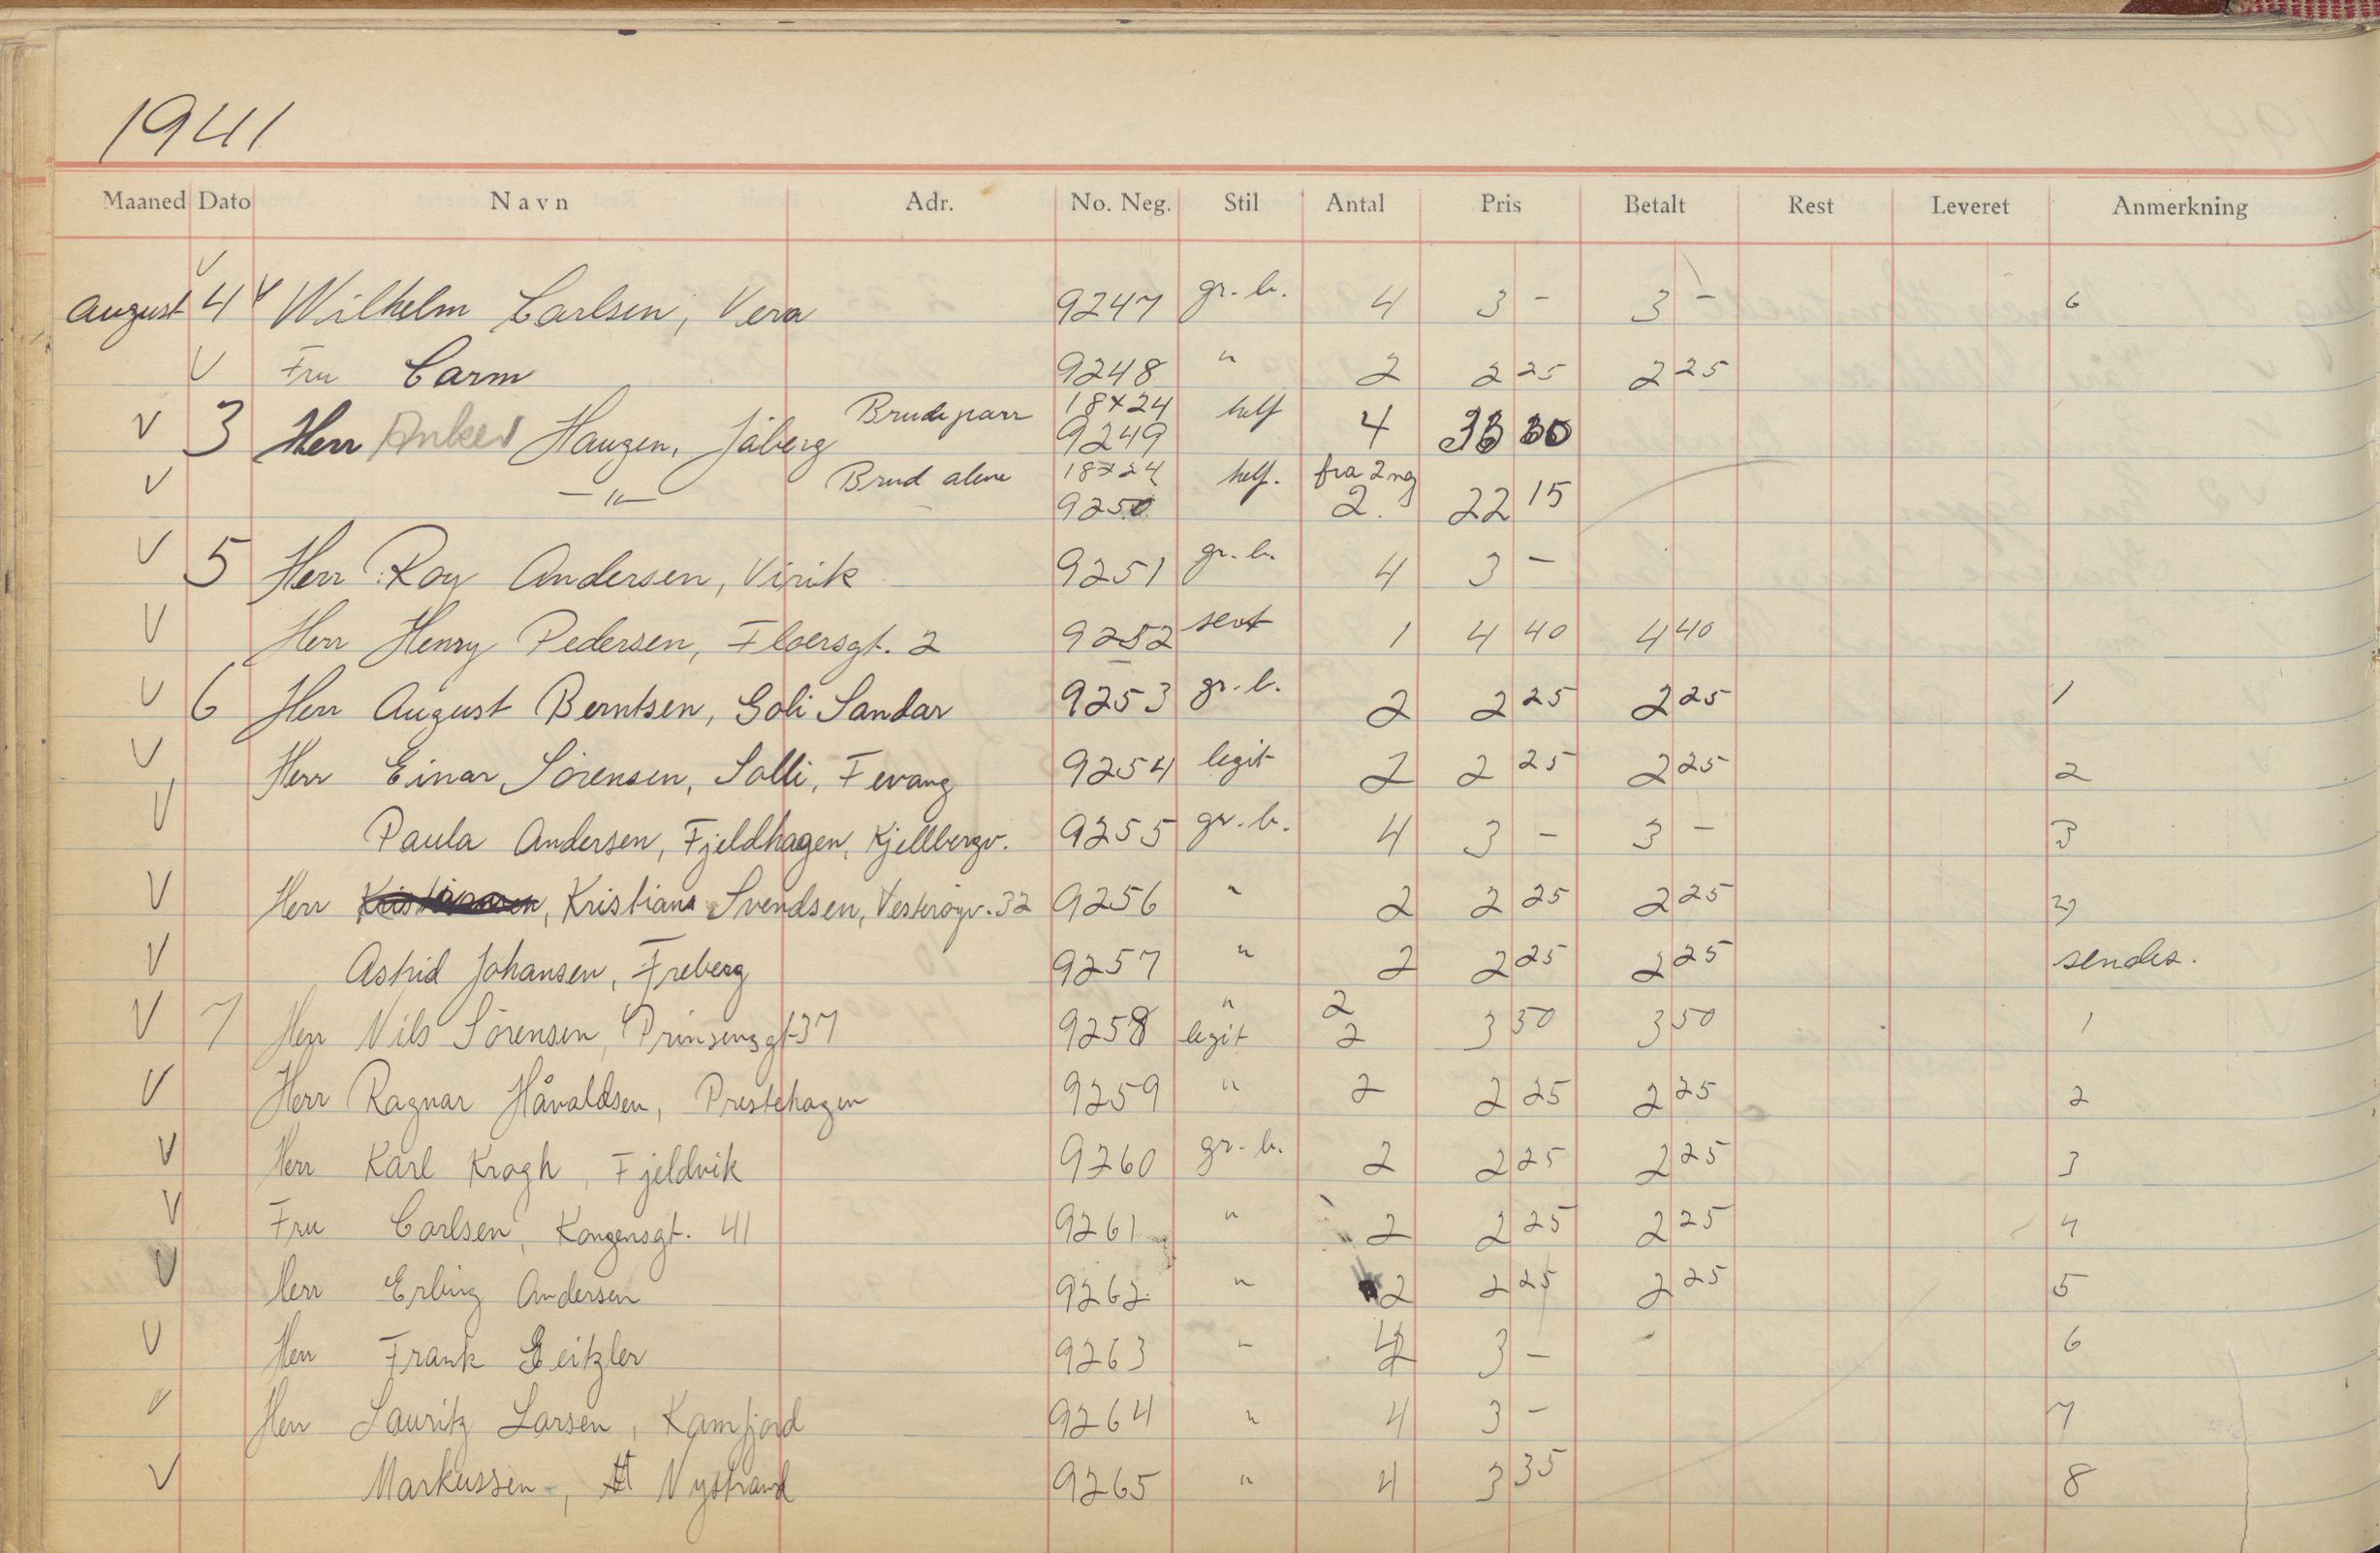 1941
Maaned Dato Navn Adr. No. Neg. Stil Antal Pris Betalt Rest Leveret Anmerkning
August 4 Wilhelm Carlsen, Vera 9247 gr. b. 4 3 - 3 - 6
Fru Carm 9248 " 2 2 25 2 25
3 Herr Anker Haugen, Jåberg Brudepar 18x24 9249 helf 4 33 30
-"- Brud alene 18x24 9250 helf. fra 2 ng 2. 22 15
5 Herr Roy Andersen, Virik 9251 gr. b. 4 3 -
Herr Henry Pedersen, Floersgt. 2 9252 sort 1 4 40 4 40
6 Herr August Berntsen, Goli Sandar 9253 gr. b. 2 2 25 2 25 1
Herr Einar Sörensen, Solli, Fevang 9254 legit 2 2 25 2 25 2
Paula Andersen, Fjeldhagen, Kjellbergv. 9255 gr. b. 4 3 - 3 - 3
Herr Kristiansen, Kristians Svendsen, Vesterøyv. 32 9256 " 2 2 25 2 25
Astrid Johansen, Freberg 9257 " 2 2 25 2 25 sendes.
7 Herr Nils Sörensen, Prinsensgt 37 9258 " legit 2 2 3 50 3 50 1
Herr Ragnar Håvaldsen, Prestehagen 9259 " 2 2 25 2 25 2
Herr Karl Krogh, Fjeldvik 9260 gr. b. 2 2 25 2 25 3
Fru Carlsen, Kongensgt. 41 9261 " 2 2 25 2 25 4
Herr Erling Andersen 9262 " 2 2 25 2 25 5
Herr Frank Beitzler 9263 " 4 3 - 6
Herr Lauritz Larsen, Kamfjord 9264 " 4 3 - 7
Markussen, Nystrand 9265 " 4 3 35 8